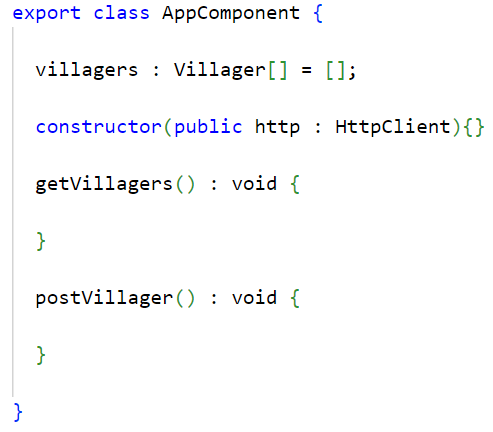 export class AppComponent {
villagers : Villager[] = [];
constructor(public http : HttpClient){}
getVillagers() : void {
}
postVillager() : void {
}
}